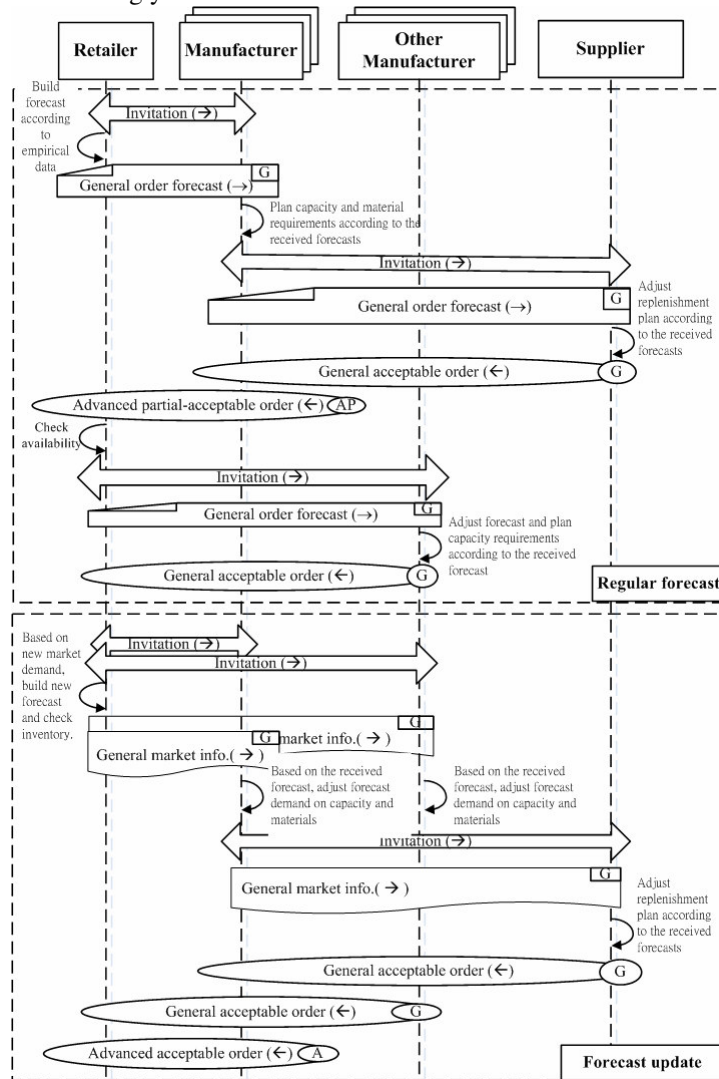 Retailer
Manufacturer
Other
Manufacturer
Supplier
Build
forecast
according
to
empirical
data
Invitation (→)
General order forecast (→)
G
Plan capacity and material
requirements according to the
received forecasts
Invitation (→)
General order forecast (→)
G
Adjust
replenishment
plan according
to the received
forecasts
General acceptable order (←)
G
Advanced partial-acceptable order (←)
AP
Check
availability
Invitation (→)
General order forecast (→)
G
Adjust forecast and plan
capacity requirements
according to the received
forecast
General acceptable order (←)
G
Regular forecast
Based on
new market
demand,
build new
forecast
and check
inventory.
Invitation (→)
Invitation (→)
G
G
market info.( → )
General market info.( → )
Based on the received
forecast, adjust forecast
demand on capacity and
materials
Based on the received
forecast, adjust forecast
demand on capacity and
materials
Invitation (→)
General market info.( → )
G
Adjust
replenishment
plan according
to the received
forecasts
General acceptable order (←)
G
General acceptable order (←)
G
Advanced acceptable order (←)
A
Forecast update